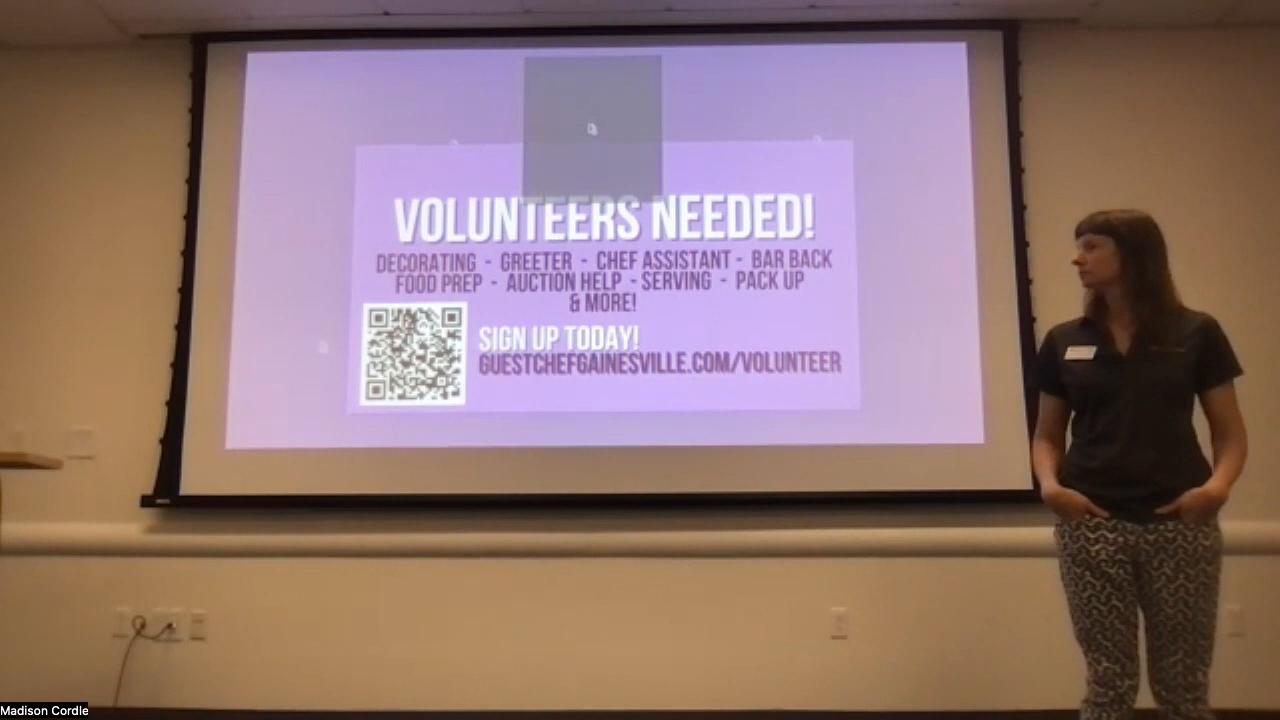 VOLUNTEERS NEEDED!
DECORATING - GREETER - CHEF ASSISTANT - BAR BACK
FOOD PREP - AUCTION HELP - SERVING - PACK UP
& MORE!
SIGN UP TODAY!
GUESTCHEFGAINESVILLE.COM/VOLUNTEER
Madison Cordle